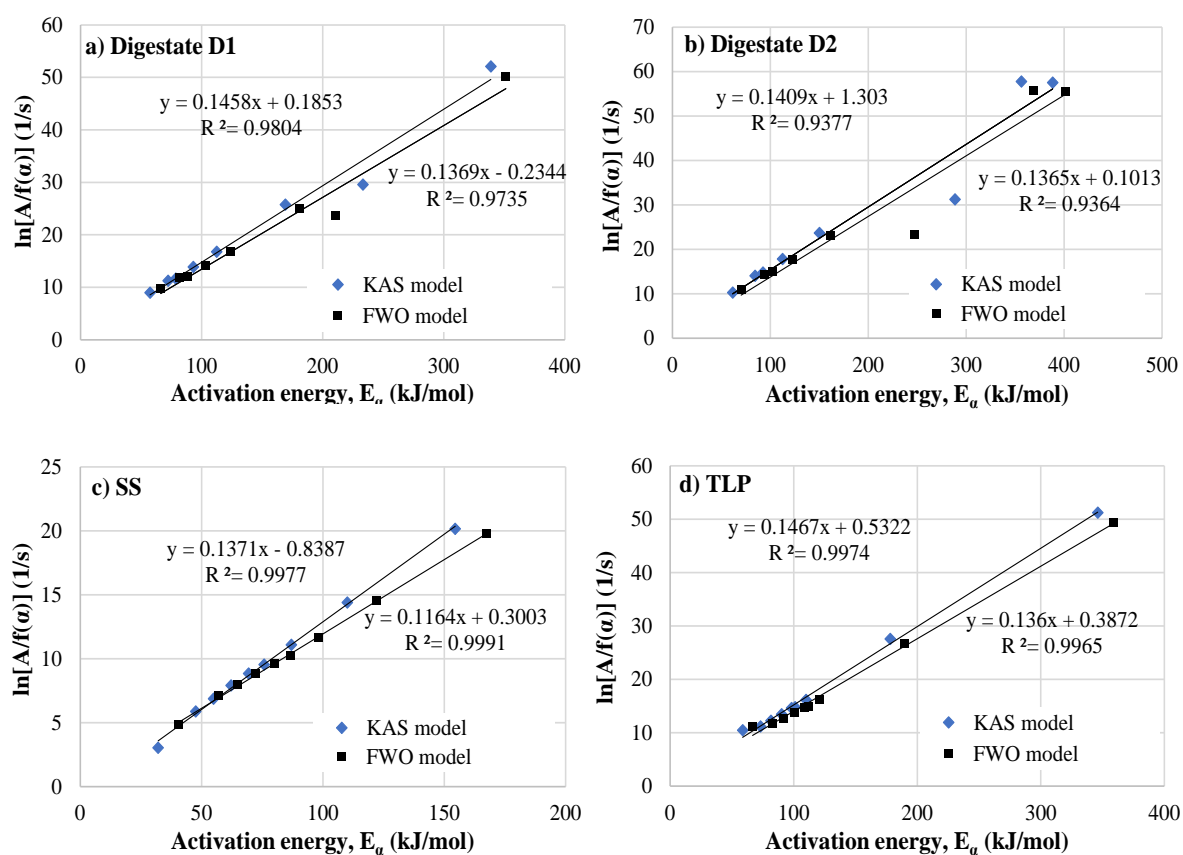 a) Digestate D1
ln[A/f(α)] (1/s)
60
50
40
30
20
10
0
y = 0.1458x + 0.1853
R ²= 0.9804
y = 0.1369x - 0.2344
R ²= 0.9735
KAS model
FWO model
0 100 200 300 400
Activation energy, Eα (kJ/mol)
b) Digestate D2
ln[A/f(α)] (1/s)
70
60
50
40
30
20
10
0
y = 0.1409x + 1.303
R ²= 0.9377
y = 0.1365x + 0.1013
R ²= 0.9364
KAS model
FWO model
0 100 200 300 400 500
Activation energy, Eα (kJ/mol)
c) SS
ln[A/f(α)] (1/s)
25
20
15
10
5
0
y = 0.1371x - 0.8387
R ²= 0.9977
y = 0.1164x + 0.3003
R ²= 0.9991
KAS model
FWO model
0 50 100 150 200
Activation energy, Eα (kJ/mol)
d) TLP
ln[A/f(α)] (1/s)
60
50
40
30
20
10
0
y = 0.1467x + 0.5322
R ²= 0.9974
y = 0.136x + 0.3872
R ²= 0.9965
KAS model
FWO model
0 100 200 300 400
Activation energy, Eα (kJ/mol)